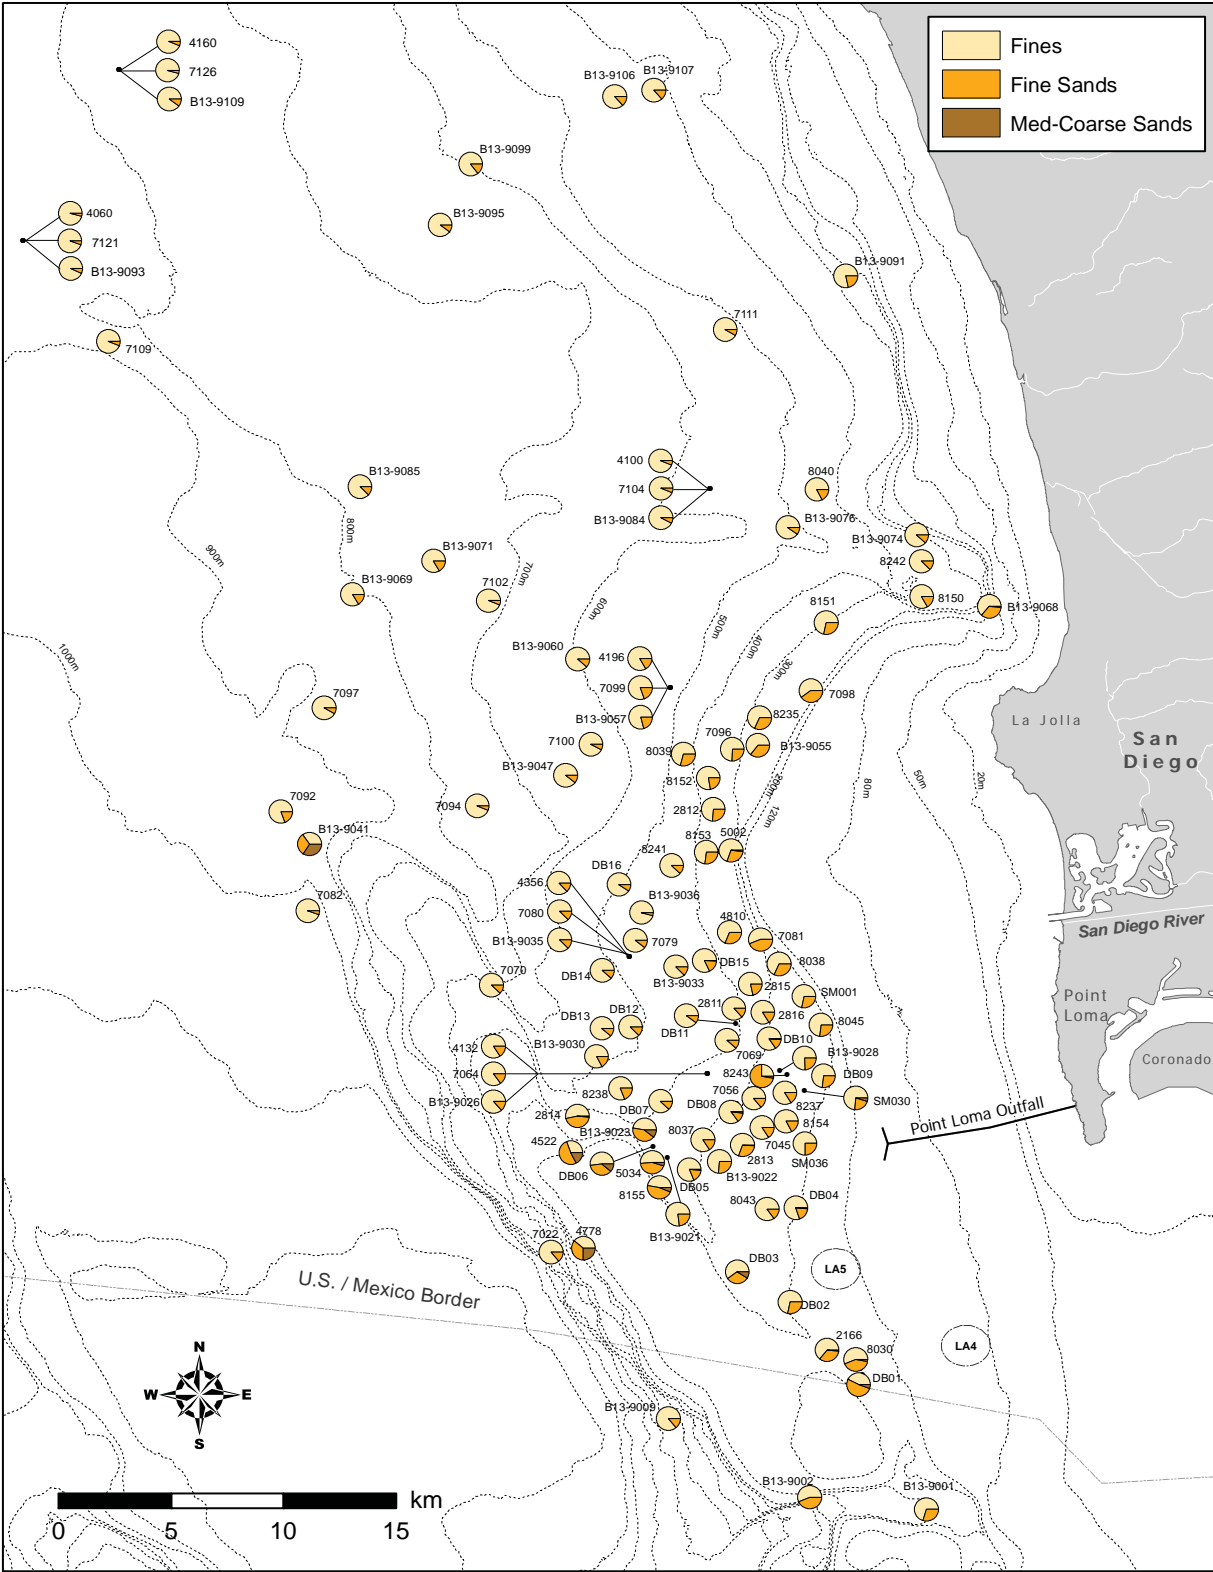 Fines
Fine Sands
Med-Coarse Sands
4160
7126
B13-9109
B13-9106
B13-9107
B13-9099
B13-9095
4060
7121
B13-9093
7109
B13-9091
7111
B13-9085
4100
7104
B13-9084
8040
B13-9076
B13-9074
8242
8150
B13-9068
800m
900m
B13-9071
B13-9069
7102
700m
600m
500m
400m
300m
8151
1000m
B13-9060
4196
7099
B13-9057
7097
7098
8235
7096
B13-9055
7100
8039
B13-9047
8152
200m
120m
80m
50m
20m
La Jolla
San
Diego
7092
B13-9041
7094
2812
8153
5002
8241
DB16
7082
4356
7080
B13-9035
B13-9036
7079
4810
7081
San Diego River
7070
DB14
B13-9033
DB15
8038
2815
SM001
Point
Loma
2811
2816
DB13
DB12
DB11
8045
DB10
B13-9030
B13-9028
Coronado
4132
7064
B13-9026
7069
8243
DB09
8238
7056
8237
SM030
DB07
DB08
2814
B13-9023
8154
Point Loma Outfall
8037
7045
4522
2813
SM036
DB06
5034
DB05
B13-9022
8155
8043
DB04
B13-9021
7022
4778
DB03
LA5
U.S. / Mexico Border
DB02
2166
8030
LA4
DB01
N
W
E
S
B13-9009
B13-9002
B13-9001
km
0
5
10
15